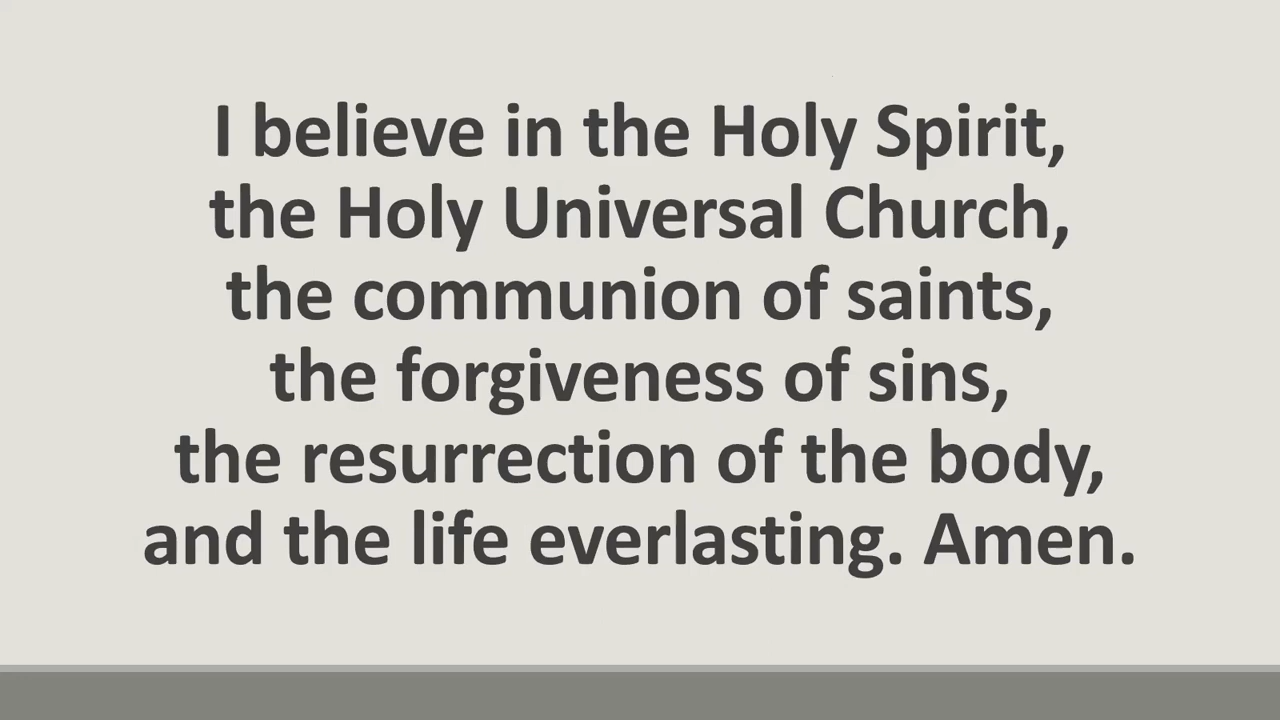 I believe in the Holy Spirit,
the Holy Universal Church,
the communion of saints,
the forgiveness of sins,
the resurrection of the body,
and the life everlasting. Amen.